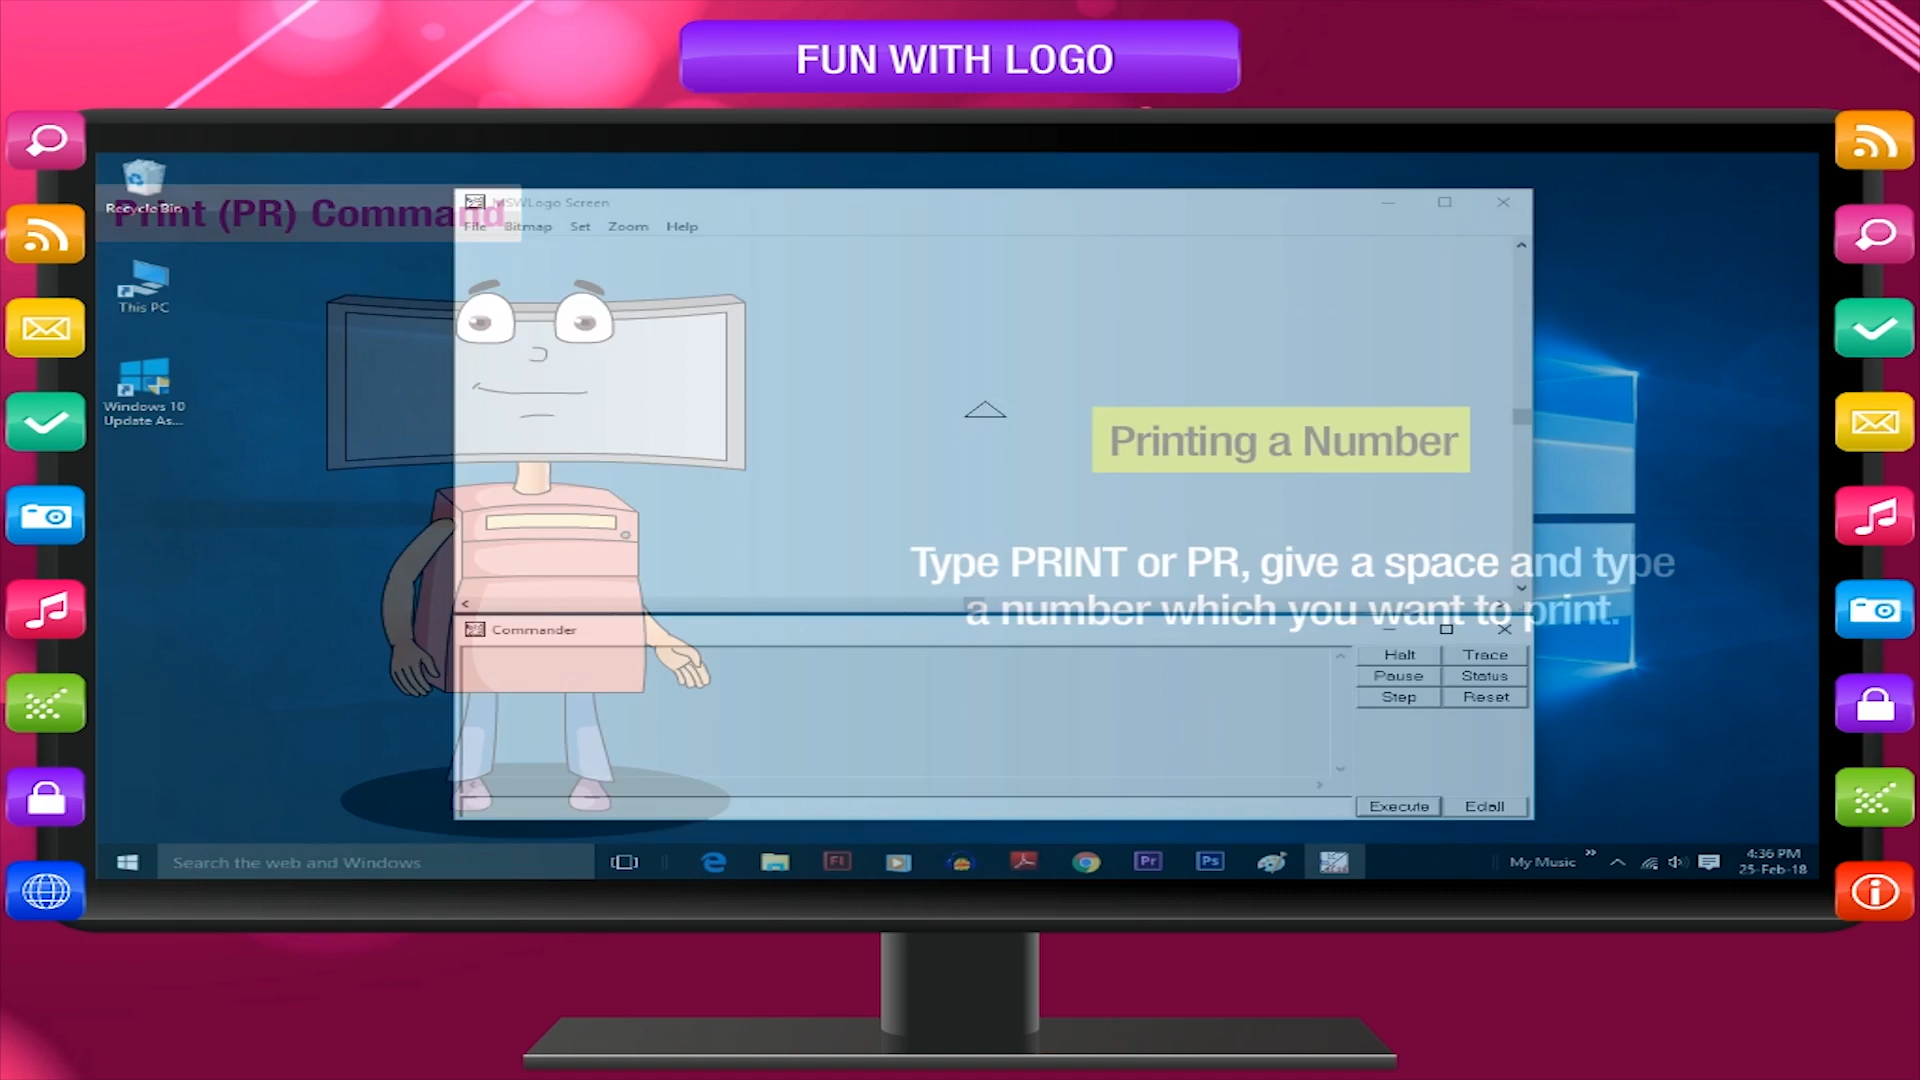 FUN WITH LOGO
Recycle Bin
Print (PR) Command
MSWLogo Screen
File Bitmap Set Zoom Help
This PC
Windows 10
Update As...
Printing a Number
Type PRINT or PR, give a space and type
a number which you want to print.
Commander
Halt Trace
Pause Status
Step Reset
Execute Edall
Search the web and Windows
Fl
Pr
Ps
My Music
4:36 PM
25-Feb-18